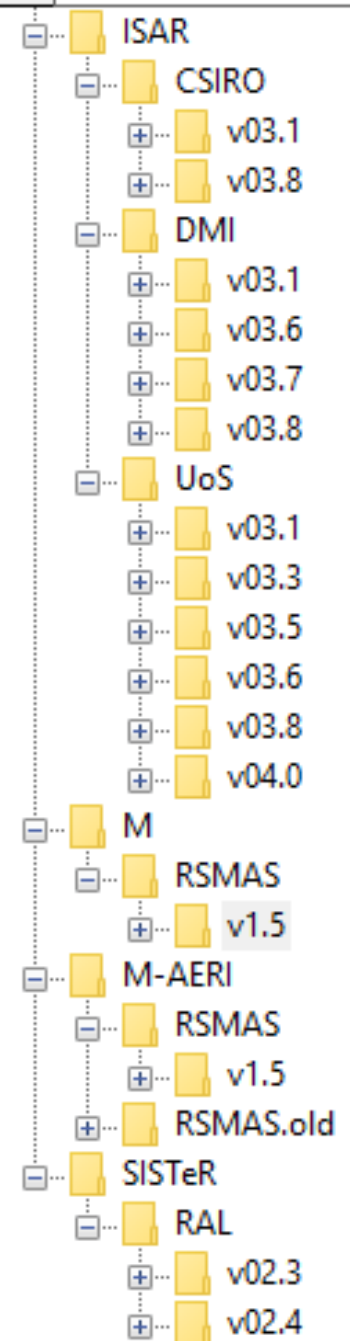 ISAR
CSIRO
v03.1
v03.8
DMI
v03.1
v03.6
v03.7
v03.8
UoS
v03.1
v03.3
v03.5
v03.6
v03.8
v04.0
M
RSMAS
v1.5
M-AERI
RSMAS
v1.5
RSMAS.old
SISTeR
RAL
v02.3
v02.4